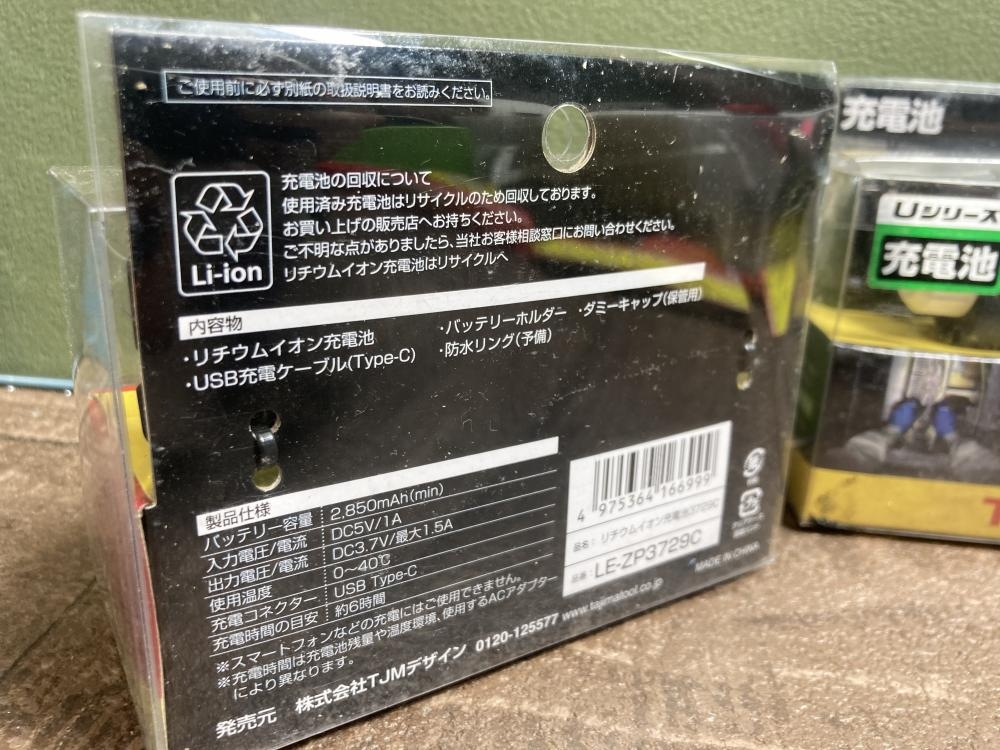 ご使用前に必ず別紙の取扱説明書をお読みください。
Li-ion
充電池の回収について
使用済み充電池はリサイクルのため回収しております。
お買い上げの販売店へお持ちください。
ご不明な点がありましたら、当社お客様相談窓口にお問い合わせください。
リチウムイオン充電池はリサイクルへ
内容物
・リチウムイオン充電池 ・バッテリーホルダー ・ダミーキャップ(保管用)
・USB充電ケーブル(Type-C) ・防水リング(予備)
製品仕様
バッテリー容量 2,850mAh(min)
入力電圧/電流 DC5V/1A
出力電圧/電流 DC3.7V/最大1.5A
使用温度 0〜40℃
充電コネクター USB Type-C
充電時間の目安 約6時間
※スマートフォンなどの充電にはご使用できません。
※充電時間は充電池残量や温度環境、使用するACアダプター
により異なります。
発売元 株式会社TJMデザイン 0120-125577 www.tajimatool.co.jp
4 975364 166999
品名: リチウムイオン充電池3729C
品番: LE-ZP3729C
MADE IN CHINA
充電池
Uシリーズ
充電池
T